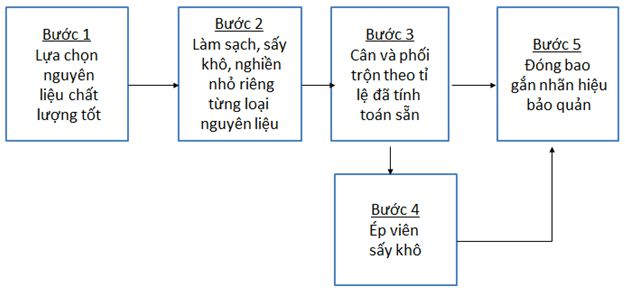 Bước 1
Lựa chọn
nguyên
liệu chất
lượng tốt
Bước 2
Làm sạch, sấy
khô, nghiền
nhỏ riêng
từng loại
nguyên liệu
Bước 3
Cân và phối
trộn theo tỉ
lệ đã tính
toán sẵn
Bước 4
Ép viên
sấy khô
Bước 5
Đóng bao
gắn nhãn hiệu
bảo quản